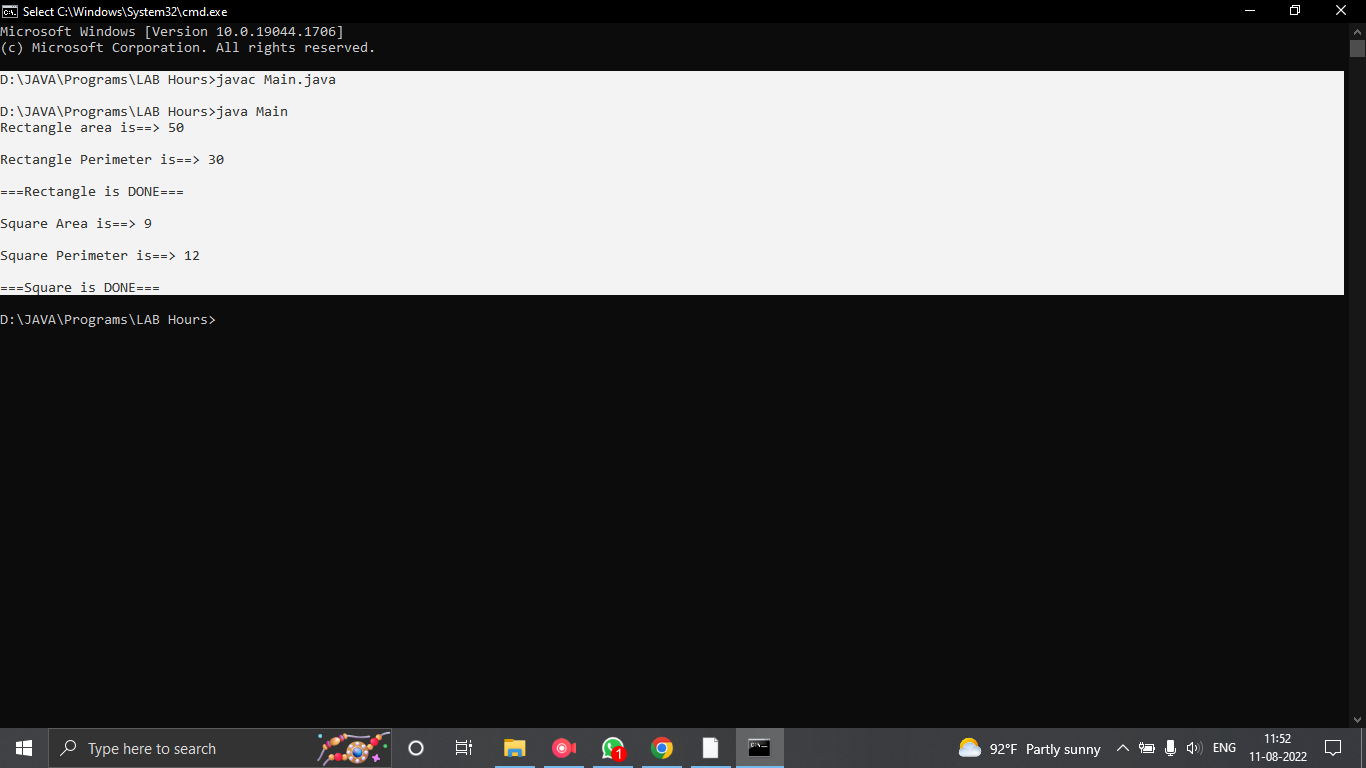 Select C:\Windows\System32\cmd.exe
Microsoft Windows [Version 10.0.19044.1706]
(c) Microsoft Corporation. All rights reserved.
D:\JAVA\Programs\LAB Hours>javac Main.java
D:\JAVA\Programs\LAB Hours>java Main
Rectangle area is==> 50
Rectangle Perimeter is==> 30
===Rectangle is DONE===
Square Area is==> 9
Square Perimeter is==> 12
===Square is DONE===
D:\JAVA\Programs\LAB Hours>
Type here to search
1
92°F Partly sunny
ENG
11:52
11-08-2022